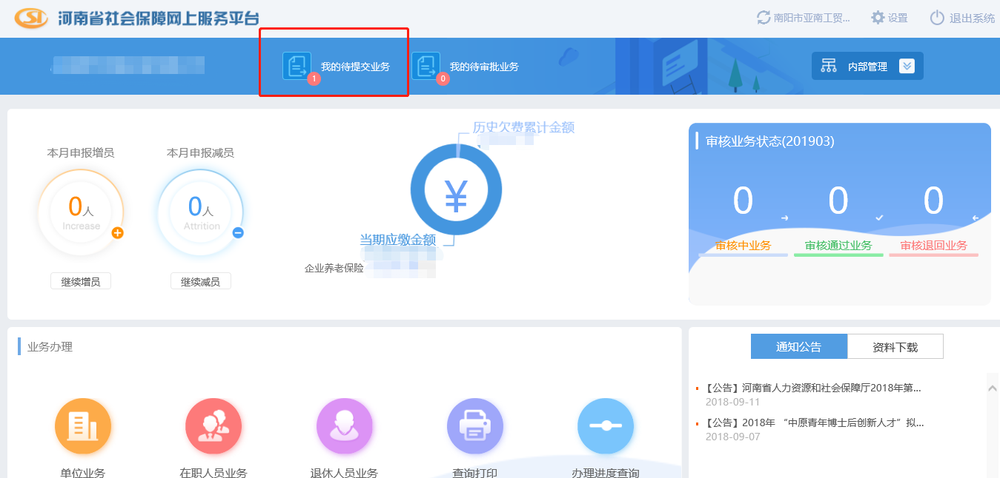 河南省社会保障网上服务平台
南阳市亚南工贸...
设置
退出系统
1
我的待提交业务
0
我的待审批业务
内部管理
本月申报增员
0人
Increase
继续增员
本月申报减员
0人
Attrition
继续减员
历史欠费累计金额
¥
当期应缴金额
企业养老保险
审核业务状态(201903)
0
0
0
审核中业务
审核通过业务
审核退回业务
业务办理
单位业务
在职人员业务
退休人员业务
查询打印
办理进度查询
通知公告
资料下载
【公告】河南省人力资源和社会保障厅2018年第...
2018-09-11
【公告】2018年 “中原青年博士后创新人才”拟...
2018-09-07